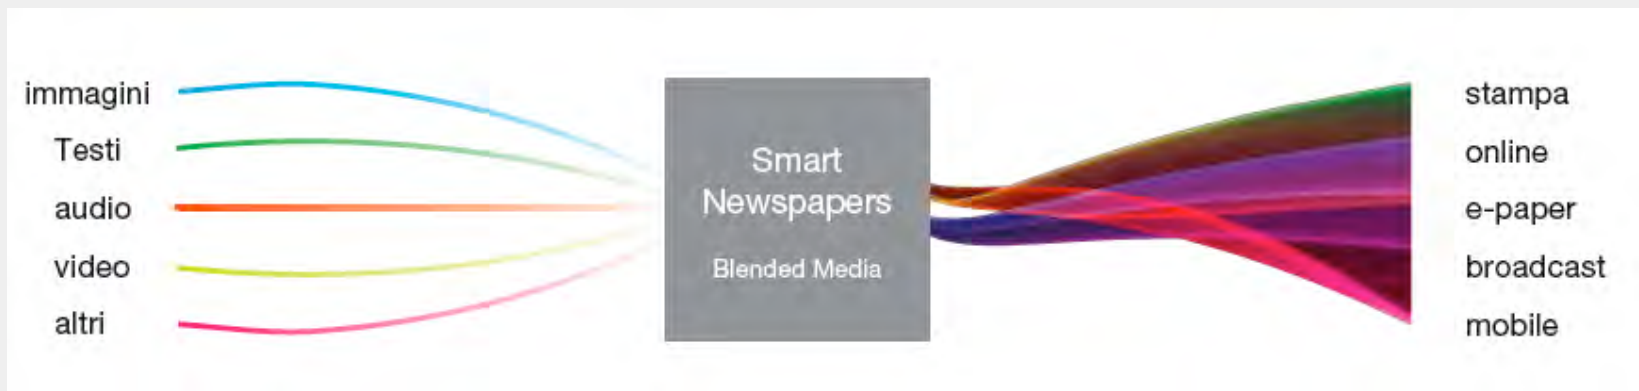 immagini
Testi
audio
video
altri
Smart
Newspapers
Blended Media
stampa
online
e-paper
broadcast
mobile